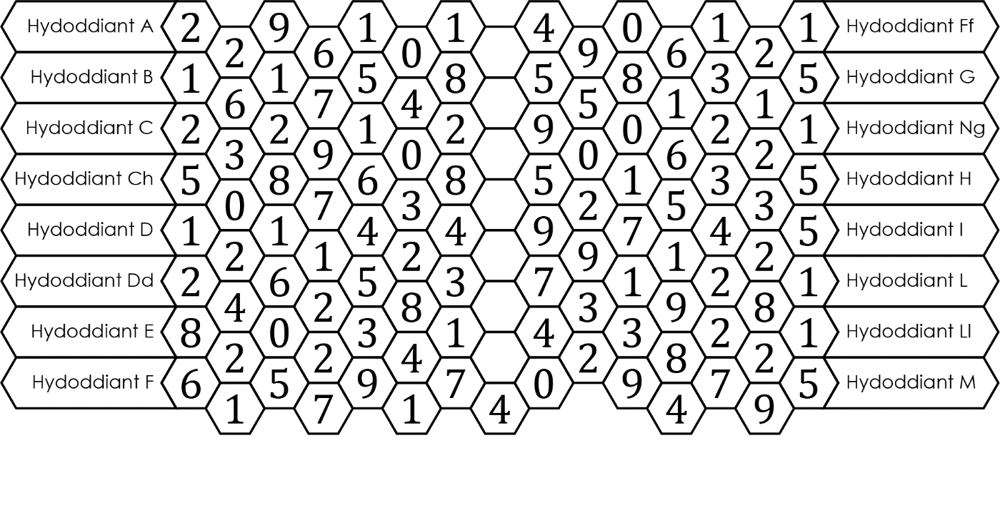 Hydoddiant A 2 9 1 1 4 0 1 1 Hydoddiant Ff
2 6 0 9 6 2
Hydoddiant B 1 1 5 8 5 8 3 5 Hydoddiant G
6 7 4 5 1 1
Hydoddiant C 2 2 1 2 9 0 2 1 Hydoddiant Ng
3 9 0 0 6 2
Hydoddiant Ch 5 8 6 8 5 1 3 5 Hydoddiant H
0 7 3 2 5 3
Hydoddiant D 1 1 4 4 9 7 4 5 Hydoddiant I
2 1 2 9 1 2
Hydoddiant Dd 2 6 5 3 7 1 2 1 Hydoddiant L
4 2 8 3 9 8
Hydoddiant E 8 0 3 1 4 3 2 1 Hydoddiant Ll
2 2 4 2 8 2
Hydoddiant F 6 5 9 7 0 9 7 5 Hydoddiant M
1 7 1 4 4 9